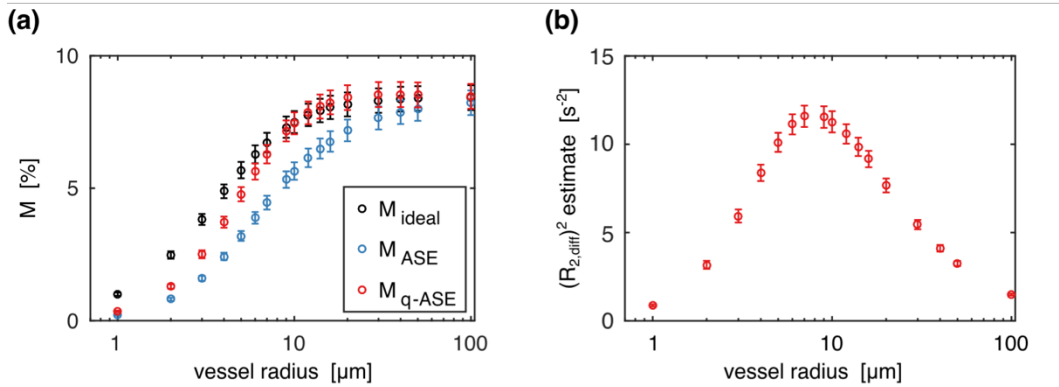 (a)
10
5
0
M [%]
1
10
100
vessel radius [µm]
M ideal
M ASE
M q-ASE
(b)
15
10
5
0
(R2,diff)² estimate [s⁻²]
1
10
100
vessel radius [µm]